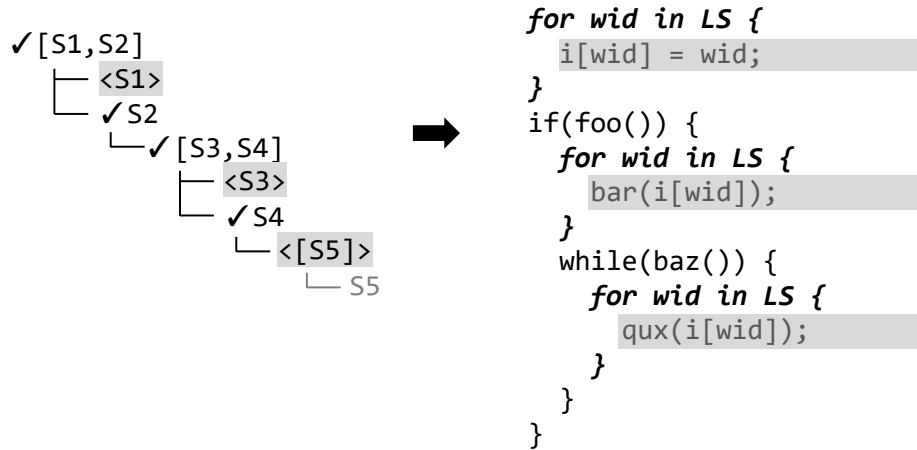 ✓[S1,S2]
<S1>
✓S2
✓[S3,S4]
<S3>
✓S4
<[S5]>
S5
for wid in LS {
i[wid] = wid;
}
if(foo()) {
for wid in LS {
bar(i[wid]);
}
while(baz()) {
for wid in LS {
qux(i[wid]);
}
}
}